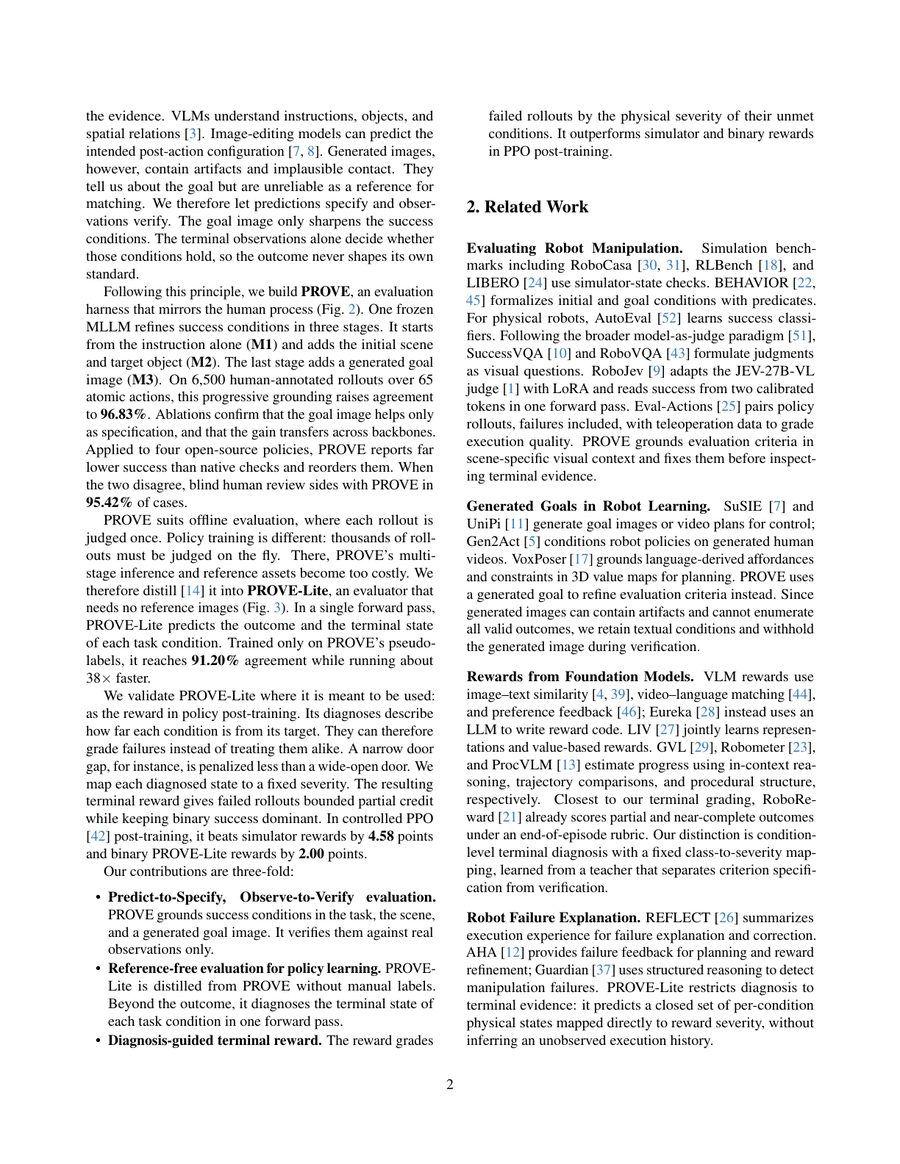 the evidence. VLMs understand instructions, objects, and
spatial relations [3]. Image-editing models can predict the
intended post-action configuration [7, 8]. Generated images,
however, contain artifacts and implausible contact. They
tell us about the goal but are unreliable as a reference for
matching. We therefore let predictions specify and obser-
vations verify. The goal image only sharpens the success
conditions. The terminal observations alone decide whether
those conditions hold, so the outcome never shapes its own
standard.
Following this principle, we build PROVE, an evaluation
harness that mirrors the human process (Fig. 2). One frozen
MLLM refines success conditions in three stages. It starts
from the instruction alone (M1) and adds the initial scene
and target object (M2). The last stage adds a generated goal
image (M3). On 6,500 human-annotated rollouts over 65
atomic actions, this progressive grounding raises agreement
to 96.83%. Ablations confirm that the goal image helps only
as specification, and that the gain transfers across backbones.
Applied to four open-source policies, PROVE reports far
lower success than native checks and reorders them. When
the two disagree, blind human review sides with PROVE in
95.42% of cases.
PROVE suits offline evaluation, where each rollout is
judged once. Policy training is different: thousands of roll-
outs must be judged on the fly. There, PROVE's multi-
stage inference and reference assets become too costly. We
therefore distill [14] it into PROVE-Lite, an evaluator that
needs no reference images (Fig. 3). In a single forward pass,
PROVE-Lite predicts the outcome and the terminal state
of each task condition. Trained only on PROVE's pseudo-
labels, it reaches 91.20% agreement while running about
38× faster.
We validate PROVE-Lite where it is meant to be used:
as the reward in policy post-training. Its diagnoses describe
how far each condition is from its target. They can therefore
grade failures instead of treating them alike. A narrow door
gap, for instance, is penalized less than a wide-open door. We
map each diagnosed state to a fixed severity. The resulting
terminal reward gives failed rollouts bounded partial credit
while keeping binary success dominant. In controlled PPO
[42] post-training, it beats simulator rewards by 4.58 points
and binary PROVE-Lite rewards by 2.00 points.
Our contributions are three-fold:
• Predict-to-Specify, Observe-to-Verify evaluation.
PROVE grounds success conditions in the task, the scene,
and a generated goal image. It verifies them against real
observations only.
• Reference-free evaluation for policy learning. PROVE-
Lite is distilled from PROVE without manual labels.
Beyond the outcome, it diagnoses the terminal state of
each task condition in one forward pass.
• Diagnosis-guided terminal reward. The reward grades
failed rollouts by the physical severity of their unmet
conditions. It outperforms simulator and binary rewards
in PPO post-training.
2. Related Work
Evaluating Robot Manipulation. Simulation bench-
marks including RoboCasa [30, 31], RLBench [18], and
LIBERO [24] use simulator-state checks. BEHAVIOR [22,
45] formalizes initial and goal conditions with predicates.
For physical robots, AutoEval [52] learns success classi-
fiers. Following the broader model-as-judge paradigm [51],
SuccessVQA [10] and RoboVQA [43] formulate judgments
as visual questions. RoboJev [9] adapts the JEV-27B-VL
judge [1] with LoRA and reads success from two calibrated
tokens in one forward pass. Eval-Actions [25] pairs policy
rollouts, failures included, with teleoperation data to grade
execution quality. PROVE grounds evaluation criteria in
scene-specific visual context and fixes them before inspect-
ing terminal evidence.
Generated Goals in Robot Learning. SuSIE [7] and
UniPi [11] generate goal images or video plans for control;
Gen2Act [5] conditions robot policies on generated human
videos. VoxPoser [17] grounds language-derived affordances
and constraints in 3D value maps for planning. PROVE uses
a generated goal to refine evaluation criteria instead. Since
generated images can contain artifacts and cannot enumerate
all valid outcomes, we retain textual conditions and withhold
the generated image during verification.
Rewards from Foundation Models. VLM rewards use
image–text similarity [4, 39], video–language matching [44],
and preference feedback [46]; Eureka [28] instead uses an
LLM to write reward code. LIV [27] jointly learns represen-
tations and value-based rewards. GVL [29], Robometer [23],
and ProcVLM [13] estimate progress using in-context rea-
soning, trajectory comparisons, and procedural structure,
respectively. Closest to our terminal grading, RoboRe-
ward [21] already scores partial and near-complete outcomes
under an end-of-episode rubric. Our distinction is condition-
level terminal diagnosis with a fixed class-to-severity map-
ping, learned from a teacher that separates criterion specifi-
cation from verification.
Robot Failure Explanation. REFLECT [26] summarizes
execution experience for failure explanation and correction.
AHA [12] provides failure feedback for planning and reward
refinement; Guardian [37] uses structured reasoning to detect
manipulation failures. PROVE-Lite restricts diagnosis to
terminal evidence: it predicts a closed set of per-condition
physical states mapped directly to reward severity, without
inferring an unobserved execution history.
2